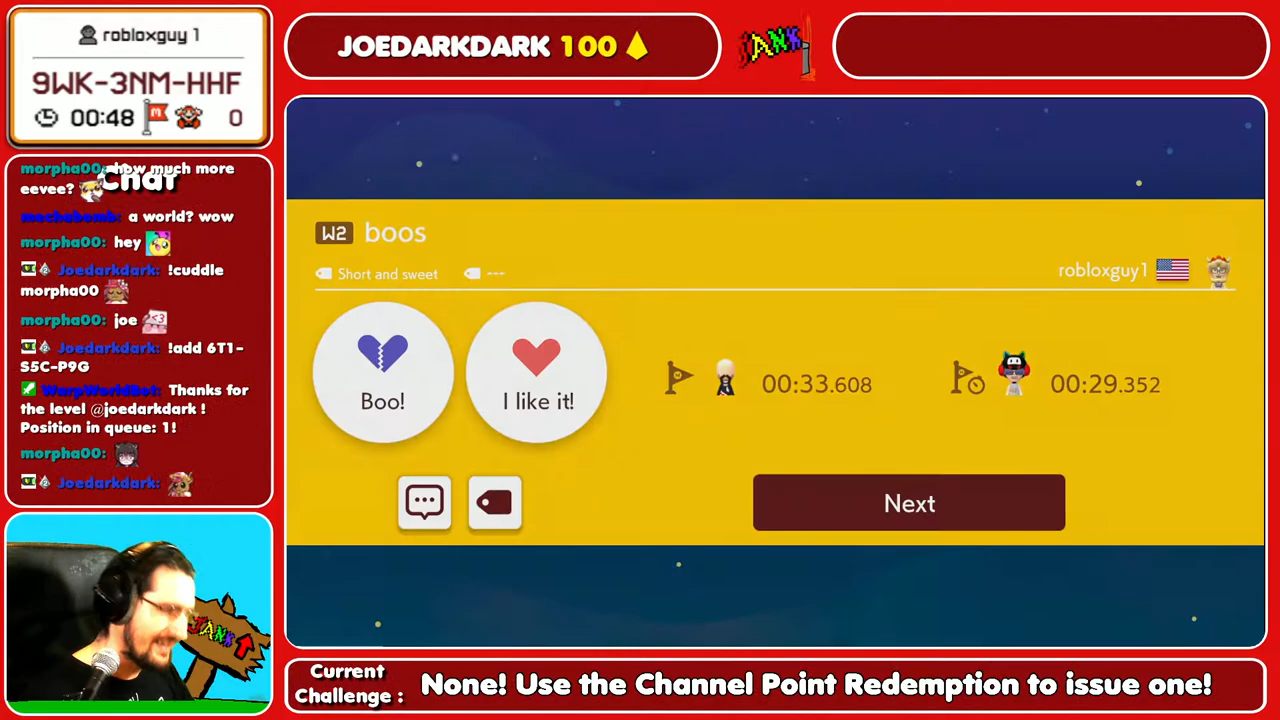 robloxguy 1
9WK-3NM-HHF
00:48
0
JOEDARKDARK 100
JANK
Chat
morpha00: how much more
eevee?
mechabomb: a world? wow
morpha00: hey
Joedarkdark: !cuddle
morpha00
morpha00: joe
Joedarkdark: !add 6T1-
S5C-P9G
WarpWorldBot: Thanks for
the level @joedarkdark !
Position in queue: 1!
morpha00:
Joedarkdark:
W2 boos
Short and sweet ---
robloxguy1
Boo!
I like it!
00:33.608
00:29.352
Next
JANK
Current
Challenge :
None! Use the Channel Point Redemption to issue one!